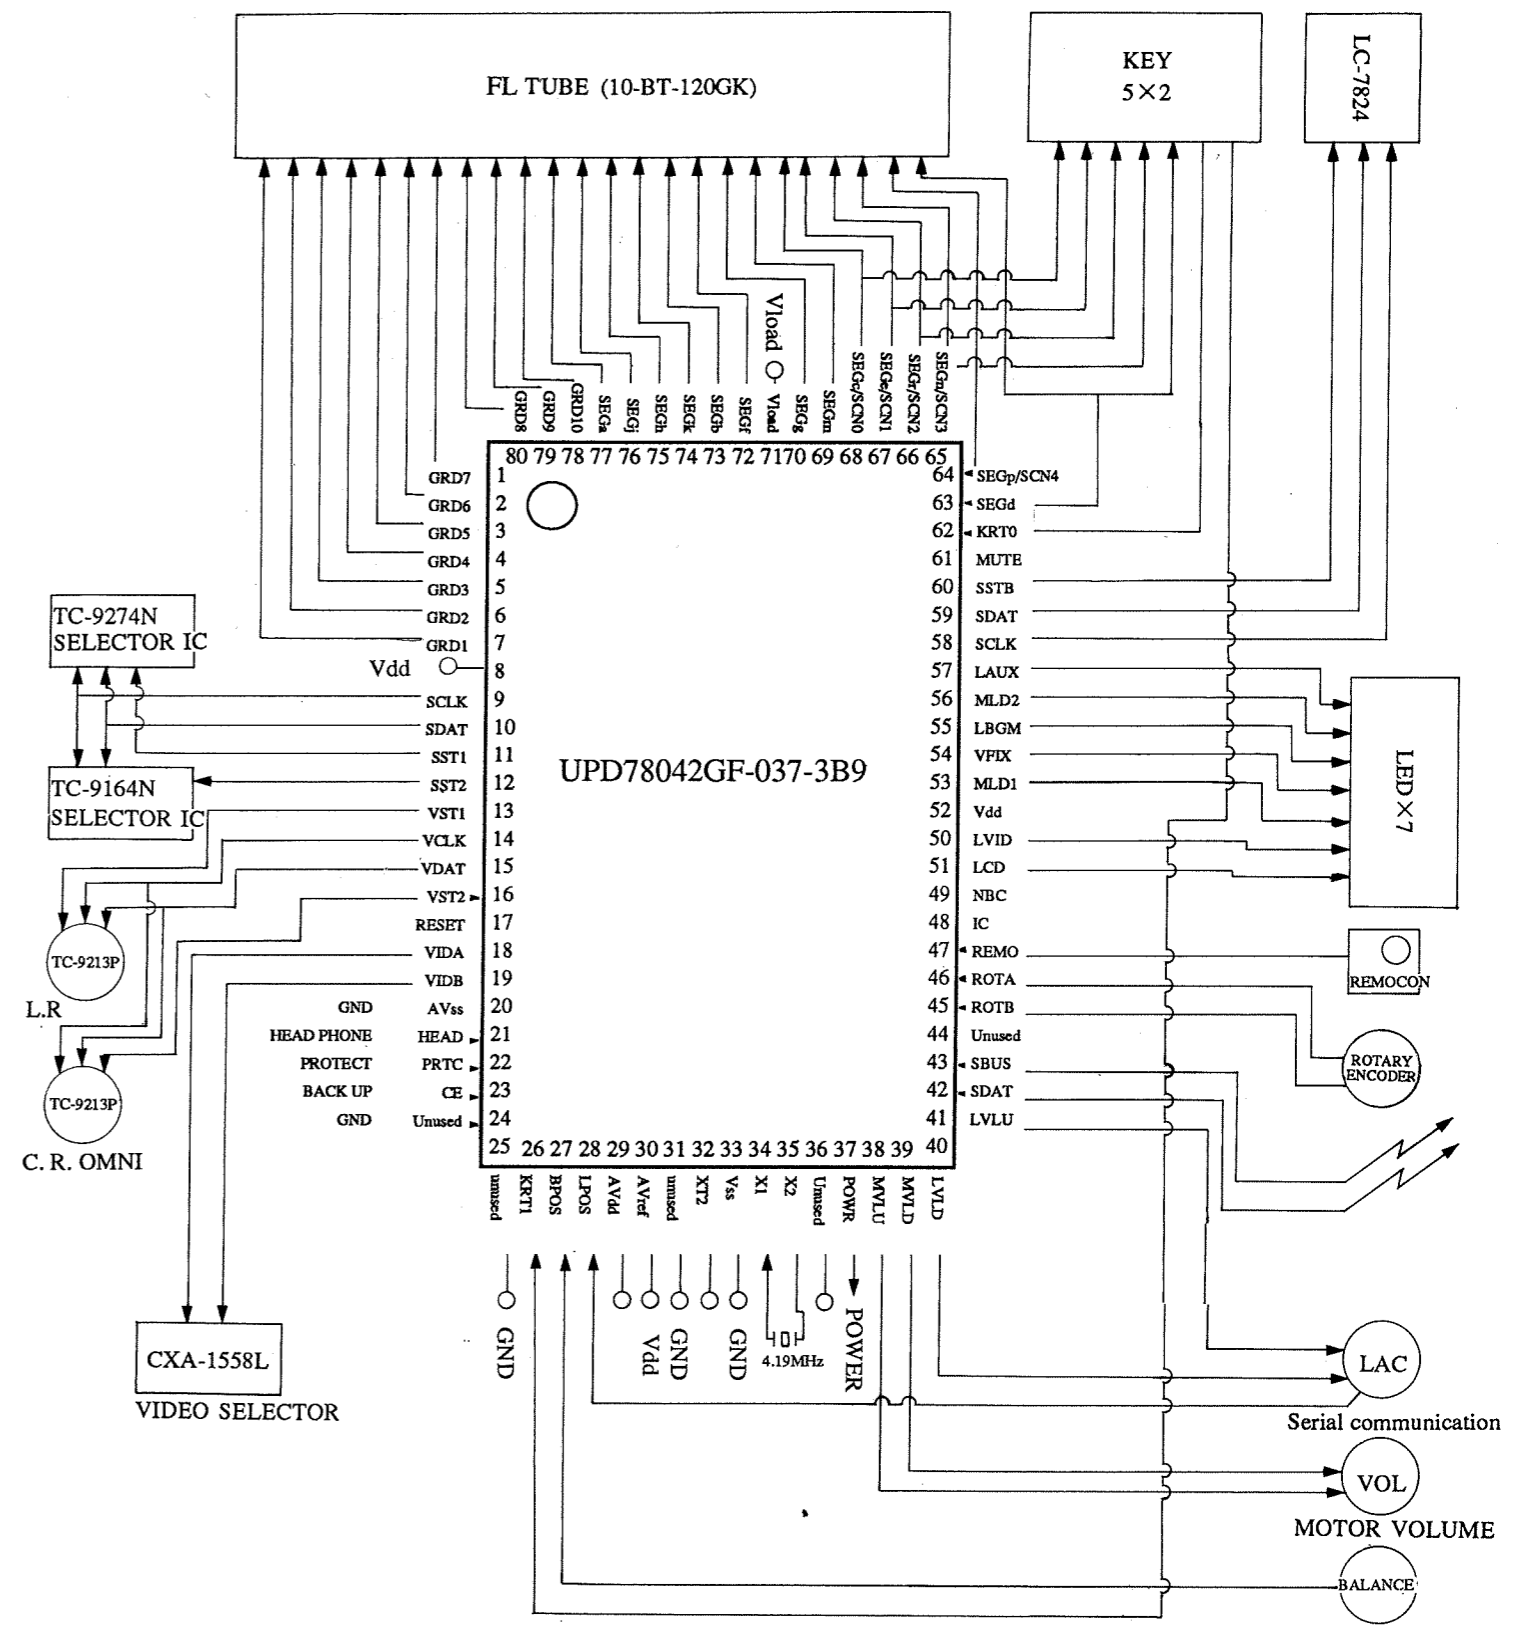 FL TUBE (10-BT-120GK)
KEY
5×2
LC-7824
Vload
SEGc/SCN0
SEGe/SCN1
SEGr/SCN2
SEGn/SCN3
GRD8
GRD9
GRD10
SEGa
SEGj
SEGh
SEGk
SEGb
SEGf
Vload
SEGg
SEGm
80 79 78 77 76 75 74 73 72 71 70 69 68 67 66 65
GRD7 1
GRD6 2
GRD5 3
GRD4 4
GRD3 5
GRD2 6
GRD1 7
Vdd 8
SCLK 9
SDAT 10
SST1 11
SST2 12
VST1 13
VCLK 14
VDAT 15
VST2 16
RESET 17
VIDA 18
VIDB 19
GND AVss 20
HEAD PHONE HEAD 21
PROTECT PRTC 22
BACK UP CE 23
GND Unused 24
TC-9274N
SELECTOR IC
TC-9164N
SELECTOR IC
TC-9213P
L.R
TC-9213P
C. R. OMNI
CXA-1558L
VIDEO SELECTOR
UPD78042GF-037-3B9
64 SEGp/SCN4
63 SEGd
62 KRT0
61 MUTE
60 SSTB
59 SDAT
58 SCLK
57 LAUX
56 MLD2
55 LBGM
54 VFIX
53 MLD1
52 Vdd
50 LVID
51 LCD
49 NBC
48 IC
47 REMO
46 ROTA
45 ROTB
44 Unused
43 SBUS
42 SDAT
41 LVLU
LED×7
REMOCON
ROTARY
ENCODER
25 26 27 28 29 30 31 32 33 34 35 36 37 38 39 40
unused
KRT1
BPOS
LPOS
AVdd
AVref
unused
XT2
Vss
X1
X2
Unused
POWR
MVLU
MVLD
LVLD
GND
Vdd
GND
GND
4.19MHz
POWER
LAC
Serial communication
VOL
MOTOR VOLUME
BALANCE